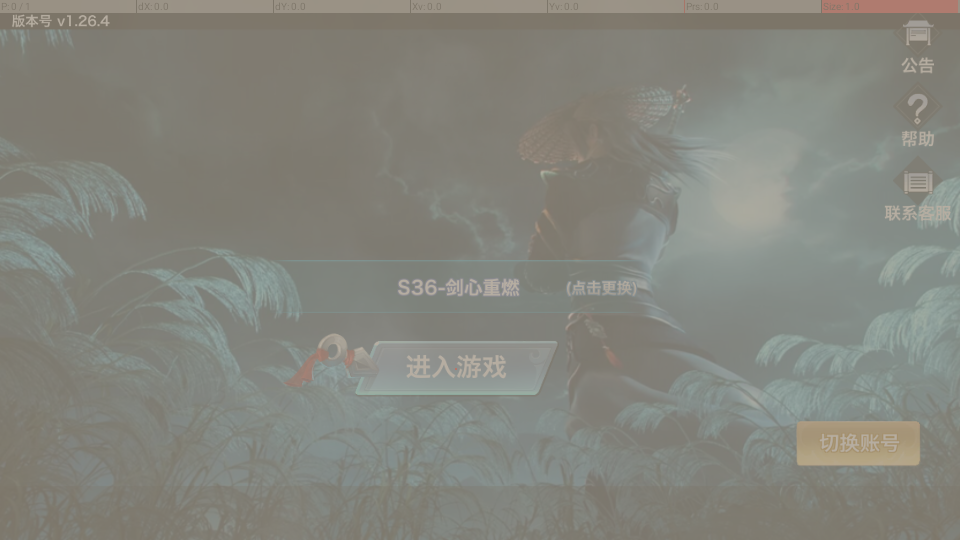 P: 0 / 1 dX: 0.0 dY: 0.0 Xv: 0.0 Yv: 0.0 Prs: 0.0 Size: 1.0
版本号 v1.26.4
公告
帮助
联系客服
S36-剑心重燃 (点击更换)
进入游戏
切换账号